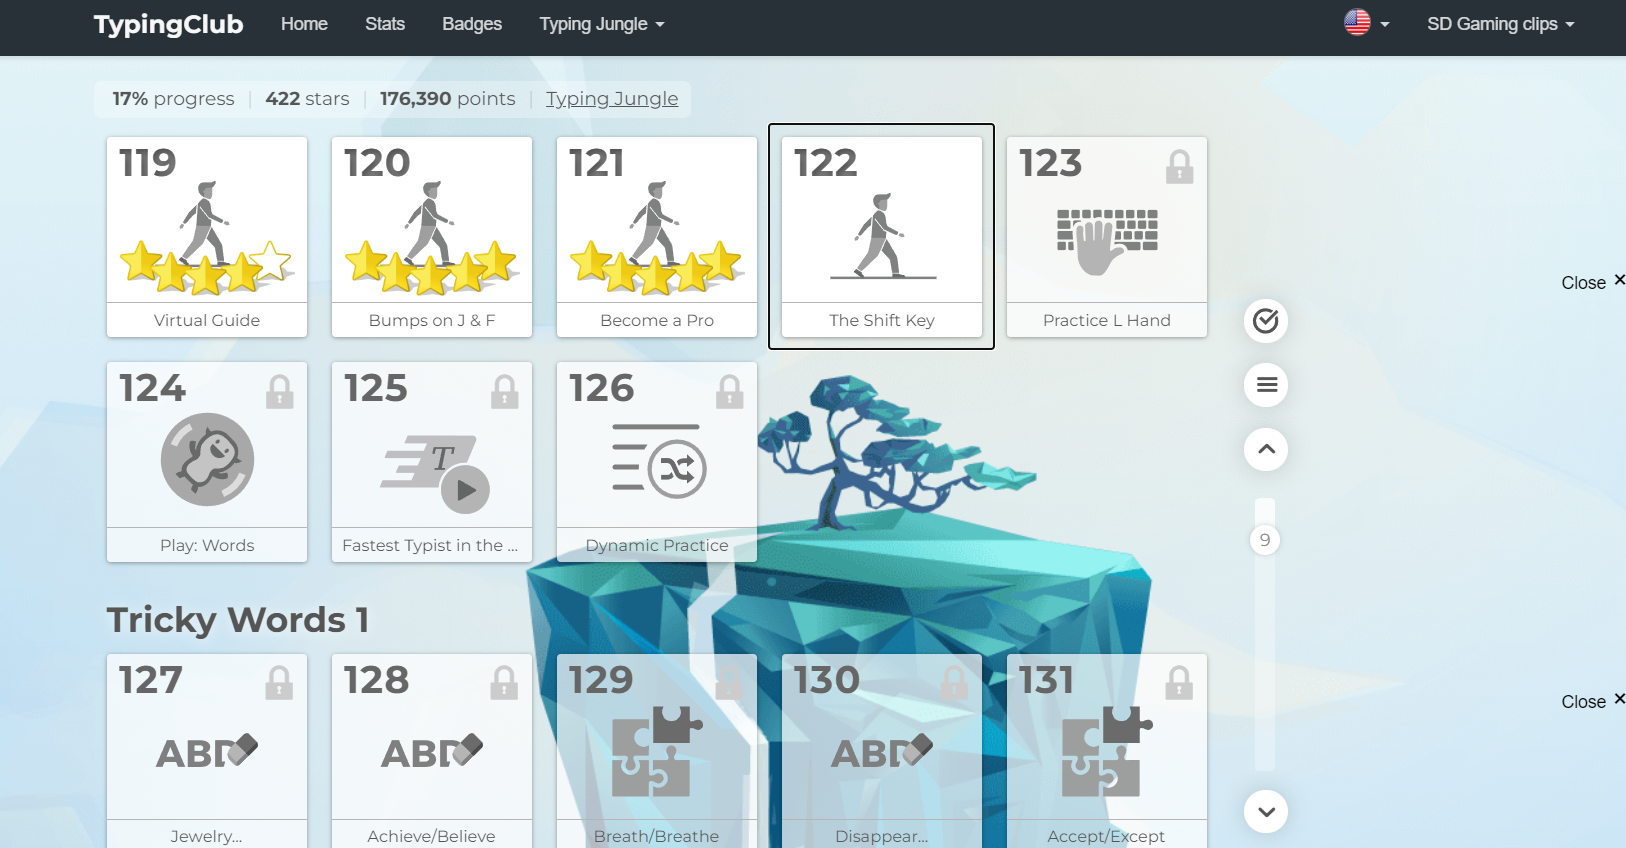 TypingClub Home Stats Badges Typing Jungle SD Gaming clips
17% progress 422 stars 176,390 points Typing Jungle
119 120 121 122 123
Virtual Guide Bumps on J & F Become a Pro The Shift Key Practice L Hand
Close ✕
124 125 126
T
Play: Words Fastest Typist in the ... Dynamic Practice
9
Tricky Words 1
127 128 129 130 131
Close ✕
ABD ABD ABD
Jewelry... Achieve/Believe Breath/Breathe Disappear... Accept/Except